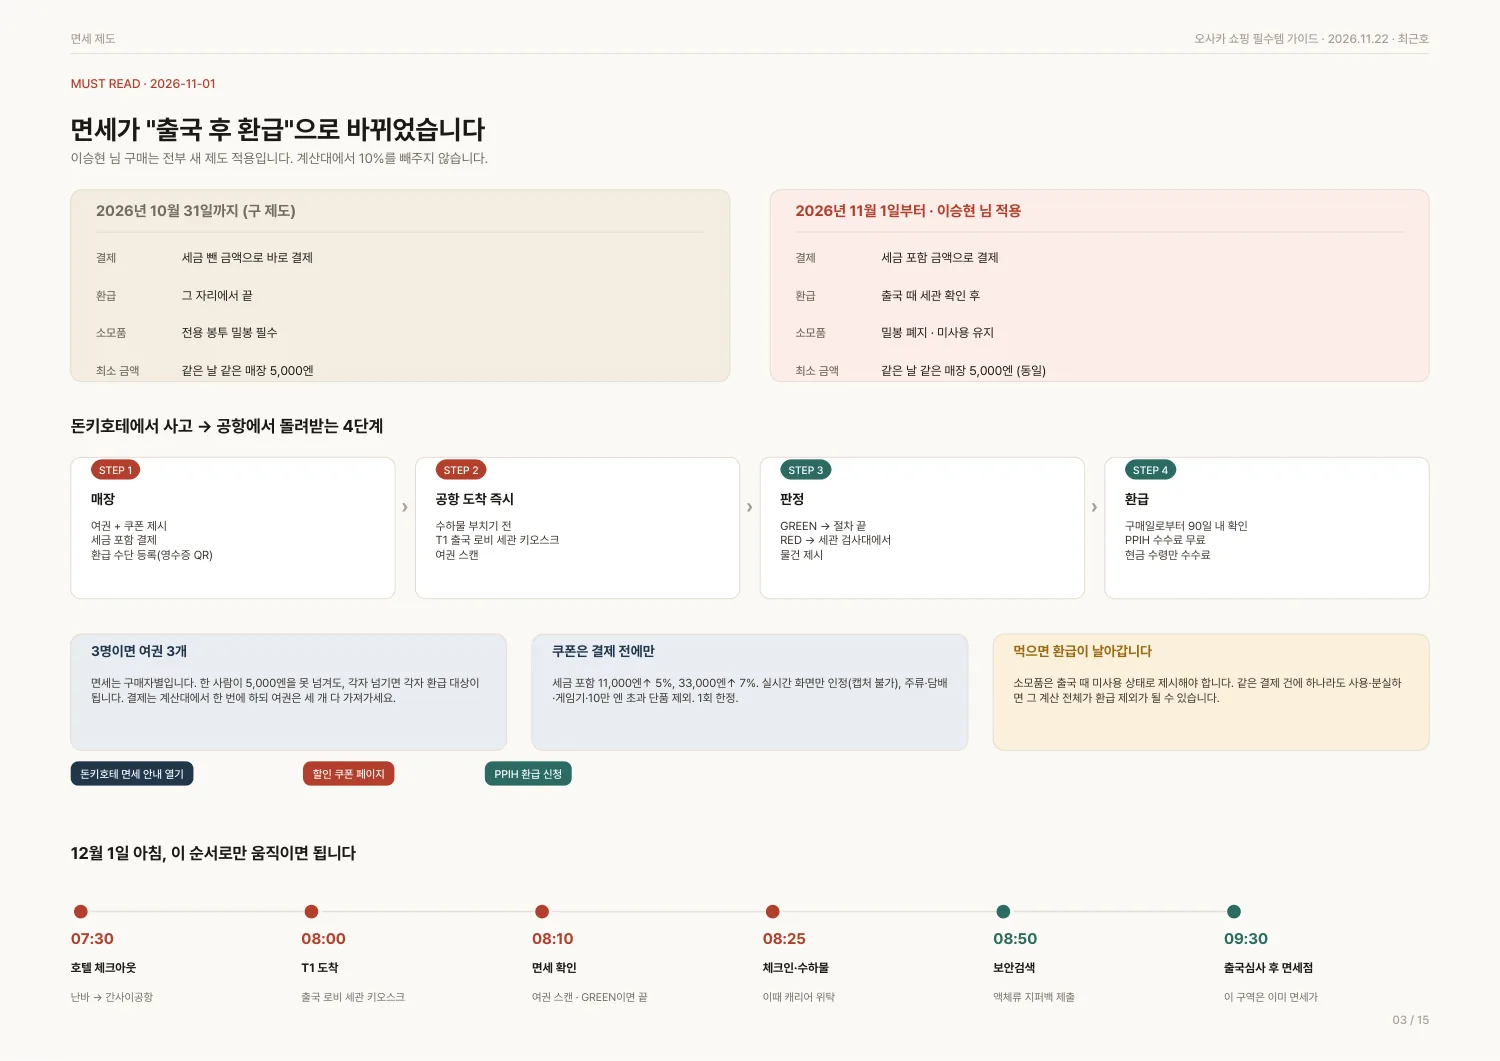 면세 제도
오사카 쇼핑 필수템 가이드 · 2026.11.22 · 최근호
MUST READ · 2026-11-01
면세가 "출국 후 환급"으로 바뀌었습니다
이승현 님 구매는 전부 새 제도 적용입니다. 계산대에서 10%를 빼주지 않습니다.
2026년 10월 31일까지 (구 제도)
결제 세금 뺀 금액으로 바로 결제
환급 그 자리에서 끝
소모품 전용 봉투 밀봉 필수
최소 금액 같은 날 같은 매장 5,000엔
2026년 11월 1일부터 · 이승현 님 적용
결제 세금 포함 금액으로 결제
환급 출국 때 세관 확인 후
소모품 밀봉 폐지 · 미사용 유지
최소 금액 같은 날 같은 매장 5,000엔 (동일)
돈키호테에서 사고 → 공항에서 돌려받는 4단계
STEP 1
매장
여권 + 쿠폰 제시
세금 포함 결제
환급 수단 등록(영수증 QR)
›
STEP 2
공항 도착 즉시
수하물 부치기 전
T1 출국 로비 세관 키오스크
여권 스캔
›
STEP 3
판정
GREEN → 절차 끝
RED → 세관 검사대에서
물건 제시
›
STEP 4
환급
구매일로부터 90일 내 확인
PPIH 수수료 무료
현금 수령만 수수료
3명이면 여권 3개
면세는 구매자별입니다. 한 사람이 5,000엔을 못 넘겨도, 각자 넘기면 각자 환급 대상이
됩니다. 결제는 계산대에서 한 번에 하되 여권은 세 개 다 가져가세요.
쿠폰은 결제 전에만
세금 포함 11,000엔↑ 5%, 33,000엔↑ 7%. 실시간 화면만 인정(캡처 불가), 주류·담배
·게임기·10만 엔 초과 단품 제외. 1회 한정.
먹으면 환급이 날아갑니다
소모품은 출국 때 미사용 상태로 제시해야 합니다. 같은 결제 건에 하나라도 사용·분실하
면 그 계산 전체가 환급 제외가 될 수 있습니다.
돈키호테 면세 안내 열기
할인 쿠폰 페이지
PPIH 환급 신청
12월 1일 아침, 이 순서로만 움직이면 됩니다
07:30
호텔 체크아웃
난바 → 간사이공항
08:00
T1 도착
출국 로비 세관 키오스크
08:10
면세 확인
여권 스캔 · GREEN이면 끝
08:25
체크인·수하물
이때 캐리어 위탁
08:50
보안검색
액체류 지퍼백 제출
09:30
출국심사 후 면세점
이 구역은 이미 면세가
03 / 15